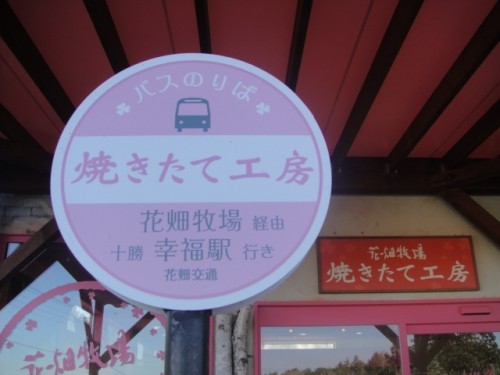 バスのりば
焼きたて工房
花畑牧場 経由
十勝 幸福駅 行き
花畑交通
花畑牧場
焼きたて工房
花畑牧場